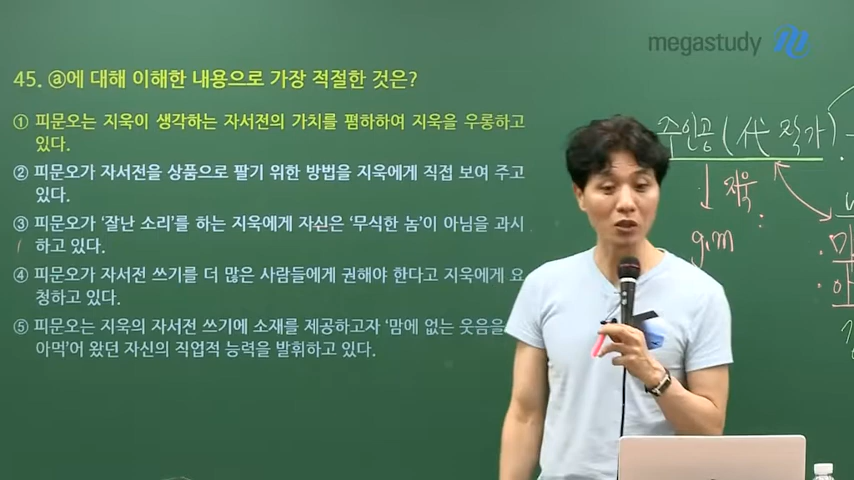 megastudy
45. ⓐ에 대해 이해한 내용으로 가장 적절한 것은?
① 피문오는 지욱이 생각하는 자서전의 가치를 폄하하여 지욱을 우롱하고
있다.
② 피문오가 자서전을 상품으로 팔기 위한 방법을 지욱에게 직접 보여 주고
있다.
③ 피문오가 ‘잘난 소리’를 하는 지욱에게 자신은 ‘무식한 놈’이 아님을 과시
하고 있다.
④ 피문오가 자서전 쓰기를 더 많은 사람들에게 권해야 한다고 지욱에게 요
청하고 있다.
⑤ 피문오는 지욱의 자서전 쓰기에 소재를 제공하고자 ‘맘에 없는 웃음을
아먹’어 왔던 자신의 직업적 능력을 발휘하고 있다.
주인공(代 작가)
지욱